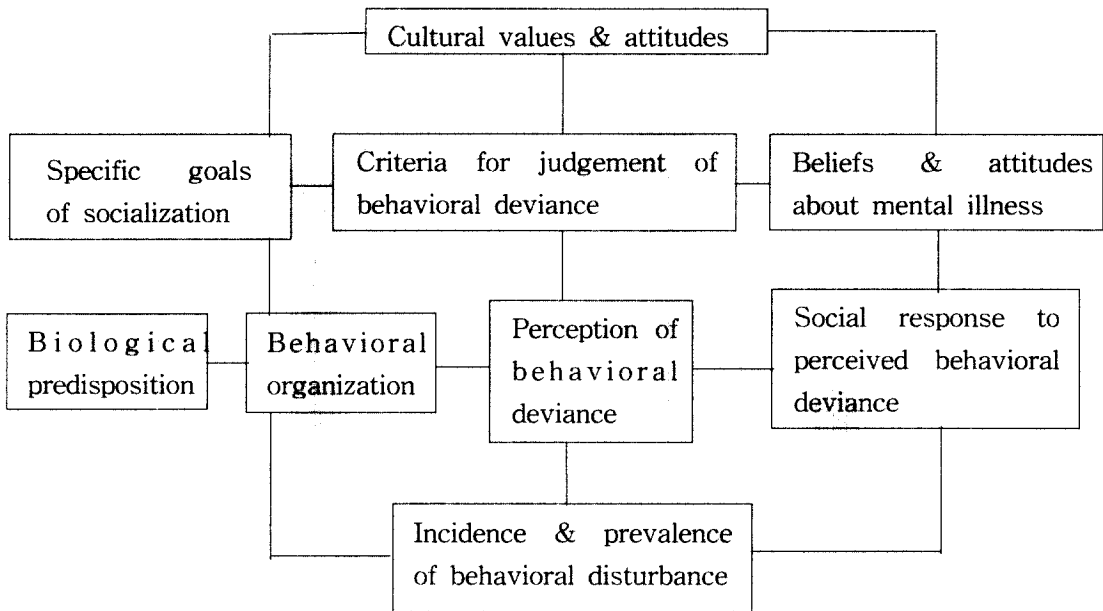 Cultural values & attitudes
Specific goals
of socialization
Criteria for judgement of
behavioral deviance
Beliefs & attitudes
about mental illness
Biological
predisposition
Behavioral
organization
Perception of
behavioral
deviance
Social response to
perceived behavioral
deviance
Incidence & prevalence
of behavioral disturbance